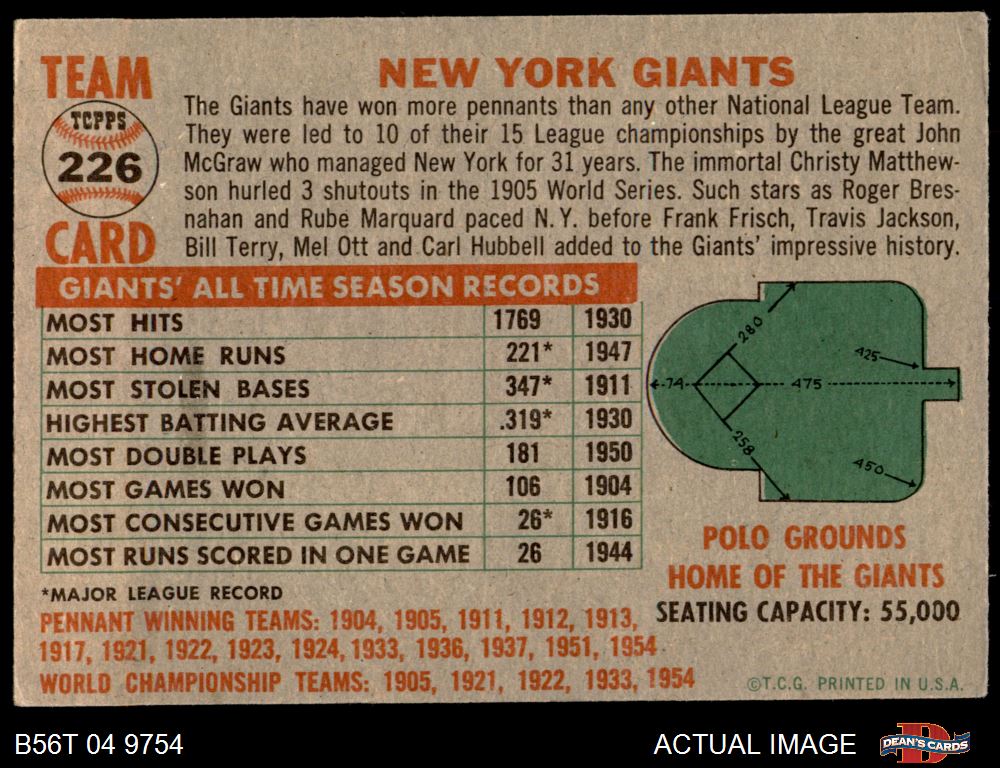 TEAM
TOPPS
226
CARD
NEW YORK GIANTS
The Giants have won more pennants than any other National League Team.
They were led to 10 of their 15 League championships by the great John
McGraw who managed New York for 31 years. The immortal Christy Matthew-
son hurled 3 shutouts in the 1905 World Series. Such stars as Roger Bres-
nahan and Rube Marquard paced N.Y. before Frank Frisch, Travis Jackson,
Bill Terry, Mel Ott and Carl Hubbell added to the Giants' impressive history.
GIANTS' ALL TIME SEASON RECORDS
MOST HITS 1769 1930
MOST HOME RUNS 221* 1947
MOST STOLEN BASES 347* 1911
HIGHEST BATTING AVERAGE .319* 1930
MOST DOUBLE PLAYS 181 1950
MOST GAMES WON 106 1904
MOST CONSECUTIVE GAMES WON 26* 1916
MOST RUNS SCORED IN ONE GAME 26 1944
*MAJOR LEAGUE RECORD
PENNANT WINNING TEAMS: 1904, 1905, 1911, 1912, 1913,
1917, 1921, 1922, 1923, 1924, 1933, 1936, 1937, 1951, 1954
WORLD CHAMPIONSHIP TEAMS: 1905, 1921, 1922, 1933, 1954
280
425
74
475
258
450
POLO GROUNDS
HOME OF THE GIANTS
SEATING CAPACITY: 55,000
©T.C.G. PRINTED IN U.S.A.
B56T 04 9754
ACTUAL IMAGE
DEAN'S CARDS